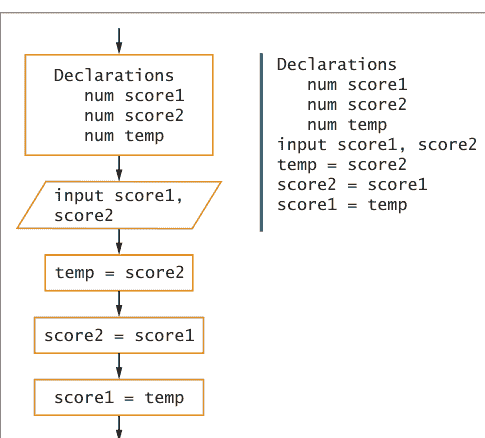 Declarations
num score1
num score2
num temp
input score1,
score2
temp = score2
score2 = score1
score1 = temp
Declarations
num score1
num score2
num temp
input score1, score2
temp = score2
score2 = score1
score1 = temp